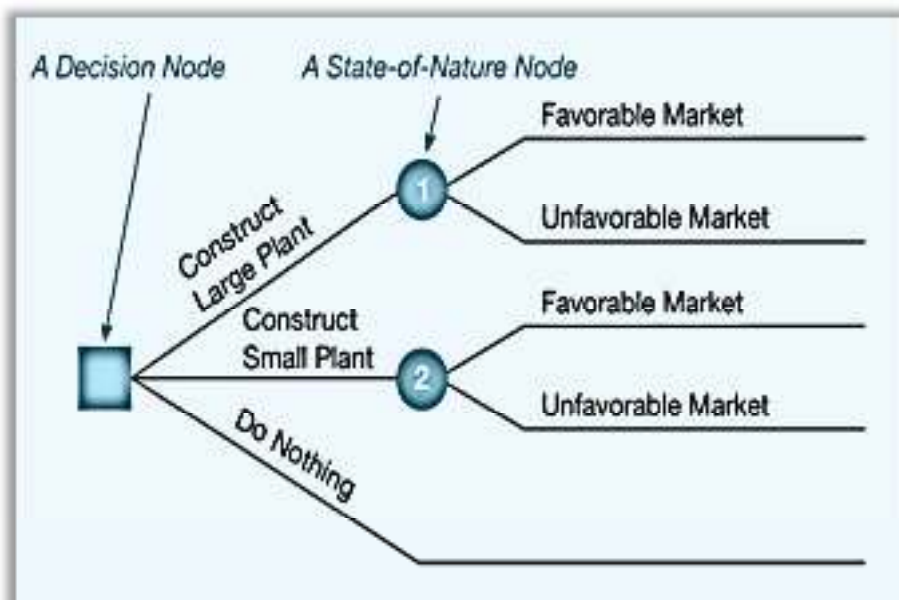 A Decision Node
A State-of-Nature Node
Favorable Market
1
Unfavorable Market
Construct
Large Plant
Favorable Market
Construct
Small Plant
2
Unfavorable Market
Do Nothing